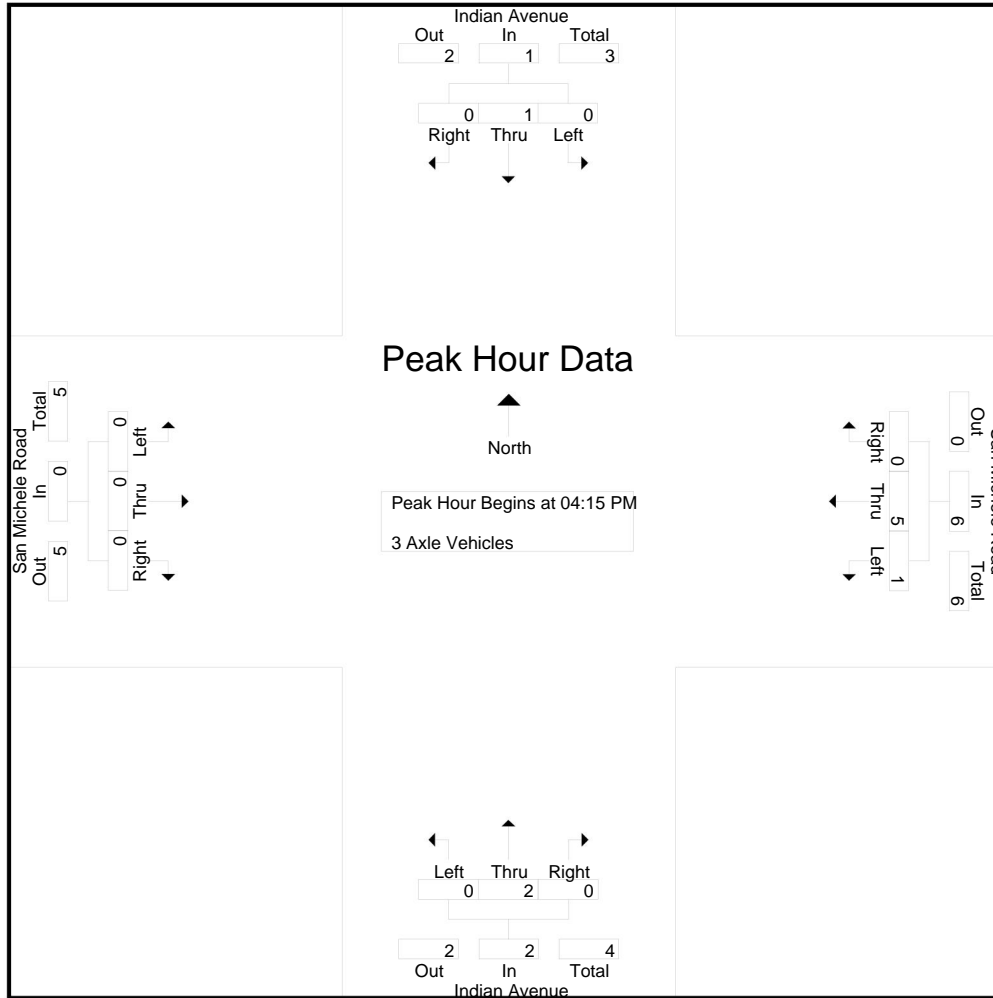 Indian Avenue
Out In Total
2 1 3
0 1 0
Right Thru Left
Peak Hour Data
North
Peak Hour Begins at 04:15 PM
3 Axle Vehicles
San Michele Road
Out In Total
5 0 5
0 0 0
Left Thru Right
Out In Total
0 6 6
0 5 1
Right Thru Left
Left Thru Right
0 2 0
2 2 4
Out In Total
Indian Avenue